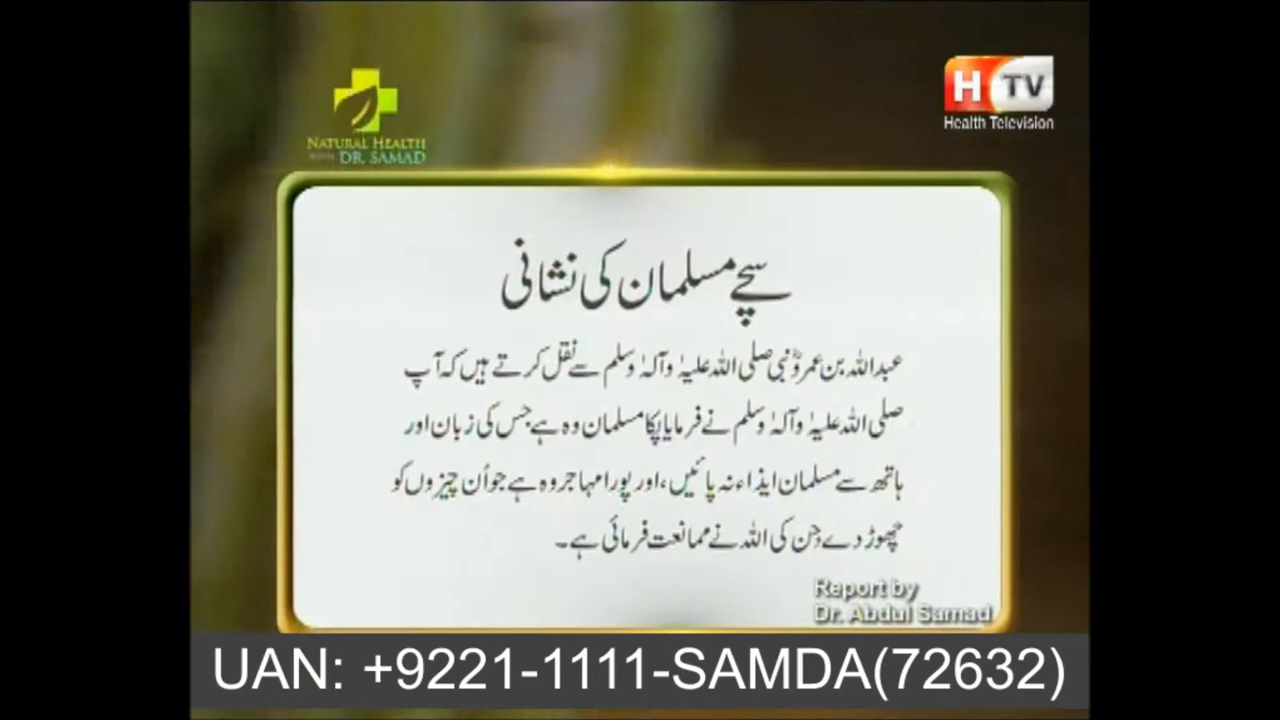 NATURAL HEALTH
WITH DR. SAMAD
H TV
Health Television
سچے مسلمان کی نشانی
عبداللہ بن عمروؓ نبی صلی اللہ علیہٰ وآلہٰ وسلم سے نقل کرتے ہیں کہ آپ
صلی اللہ علیہٰ وآلہٰ وسلم نے فرمایا پکا مسلمان وہ ہے جس کی زبان اور
ہاتھ سے مسلمان ایذاء نہ پائیں، اور پورا مہاجر وہ ہے جو اُن چیزوں کو
چھوڑ دے جن کی اللہ نے ممانعت فرمائی ہے۔
Report by
Dr. Abdul Samad
UAN: +9221-1111-SAMDA(72632)